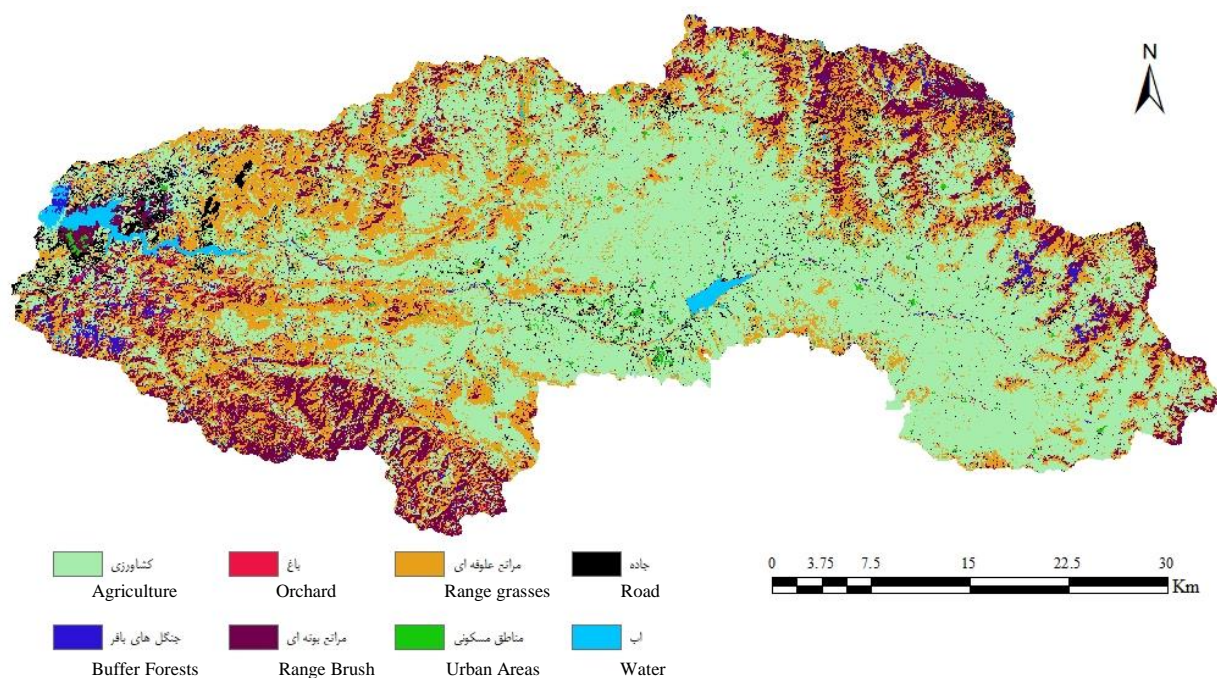 N
کشاورزی
Agriculture
باغ
Orchard
مراتع علوفه ای
Range grasses
جاده
Road
جنگل های بافر
Buffer Forests
مراتع بوته ای
Range Brush
مناطق مسکونی
Urban Areas
اب
Water
0 3.75 7.5 15 22.5 30
Km